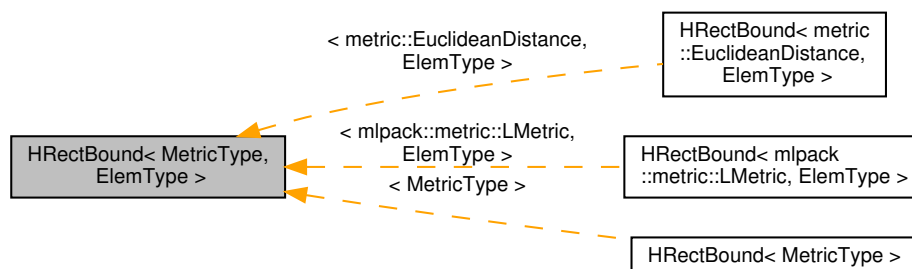 HRectBound< MetricType,
ElemType >
< metric::EuclideanDistance,
ElemType >
< mlpack::metric::LMetric,
ElemType >
< MetricType >
HRectBound< metric
::EuclideanDistance,
ElemType >
HRectBound< mlpack
::metric::LMetric, ElemType >
HRectBound< MetricType >